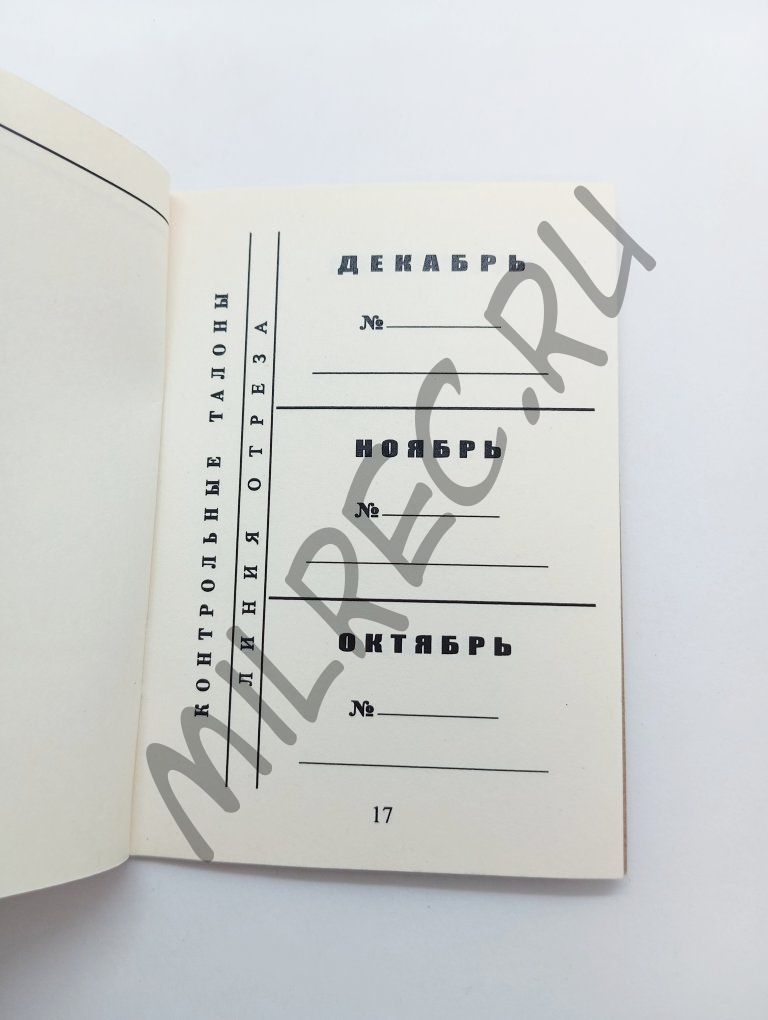 КОНТРОЛЬНЫЕ ТАЛОНЫ
ЛИНИЯ ОТРЕЗА
ДЕКАБРЬ
№
НОЯБРЬ
№
ОКТЯБРЬ
№
17
MILREC.RU